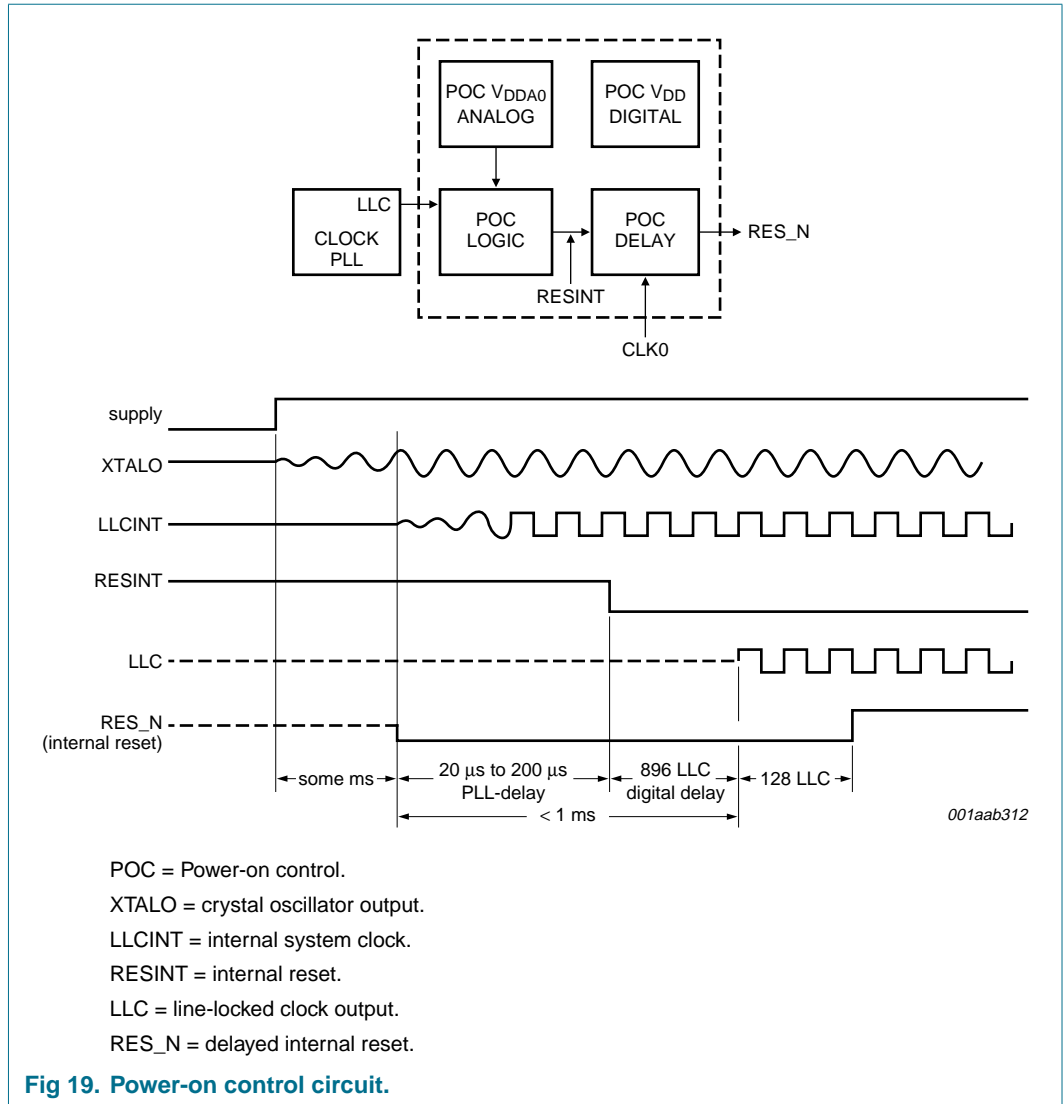 POC VDDA0
ANALOG
POC VDD
DIGITAL
LLC
CLOCK
PLL
POC
LOGIC
POC
DELAY
RES_N
RESINT
CLK0
supply
XTALO
LLCINT
RESINT
LLC
RES_N
(internal reset)
some ms
20 μs to 200 μs
PLL-delay
896 LLC
digital delay
128 LLC
< 1 ms
001aab312
POC = Power-on control.
XTALO = crystal oscillator output.
LLCINT = internal system clock.
RESINT = internal reset.
LLC = line-locked clock output.
RES_N = delayed internal reset.
Fig 19. Power-on control circuit.